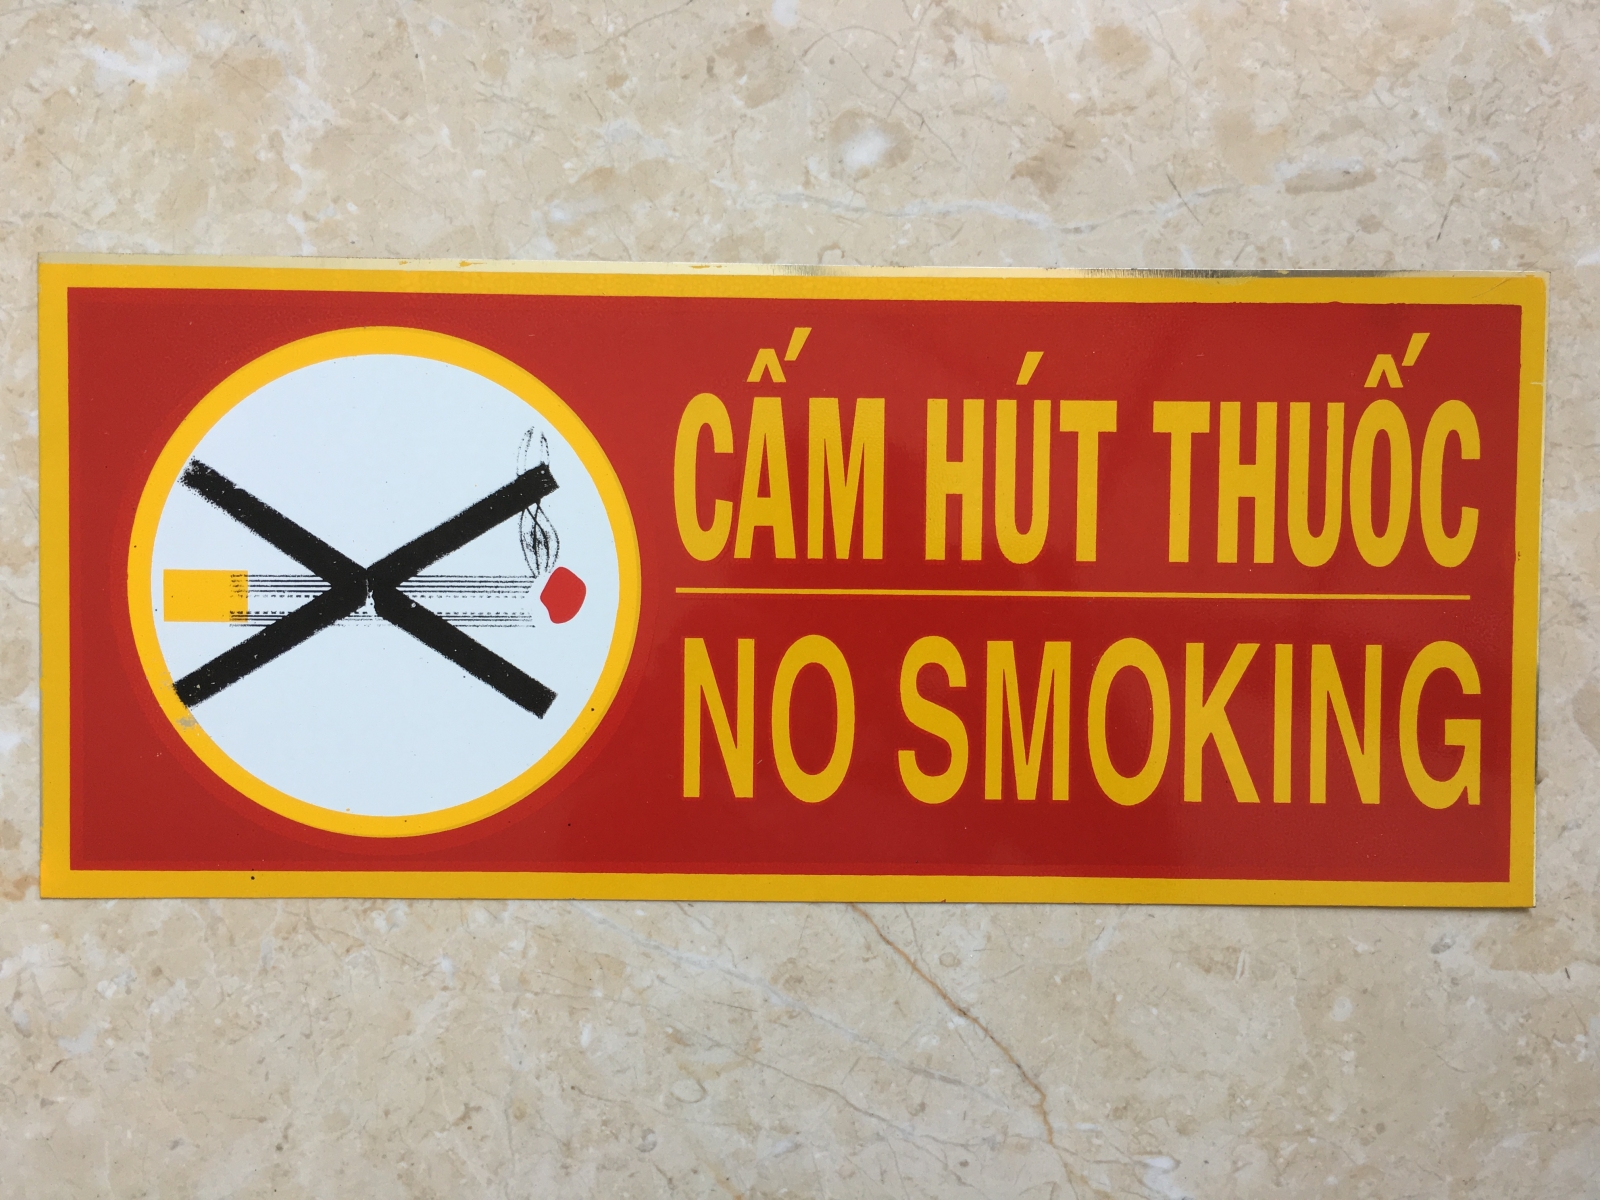 CẤM HÚT THUỐC
NO SMOKING